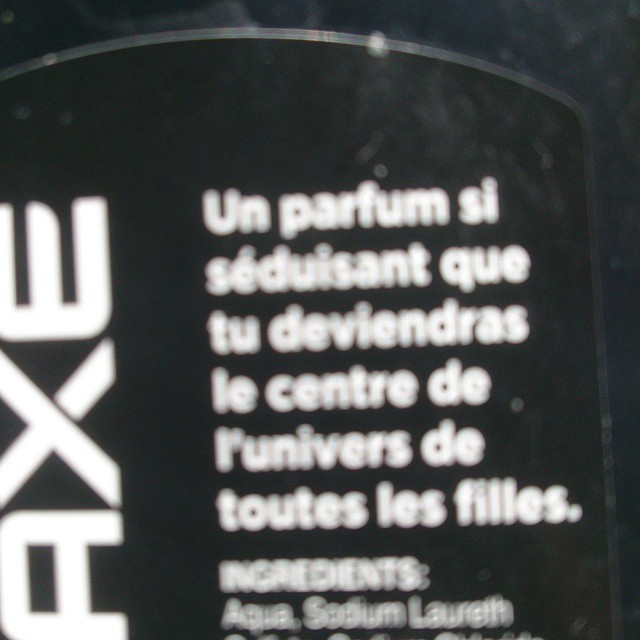 AXE
Un parfum si
séduisant que
tu deviendras
le centre de
l'univers de
toutes les filles.
INGREDIENTS:
Aqua, Sodium Laureth